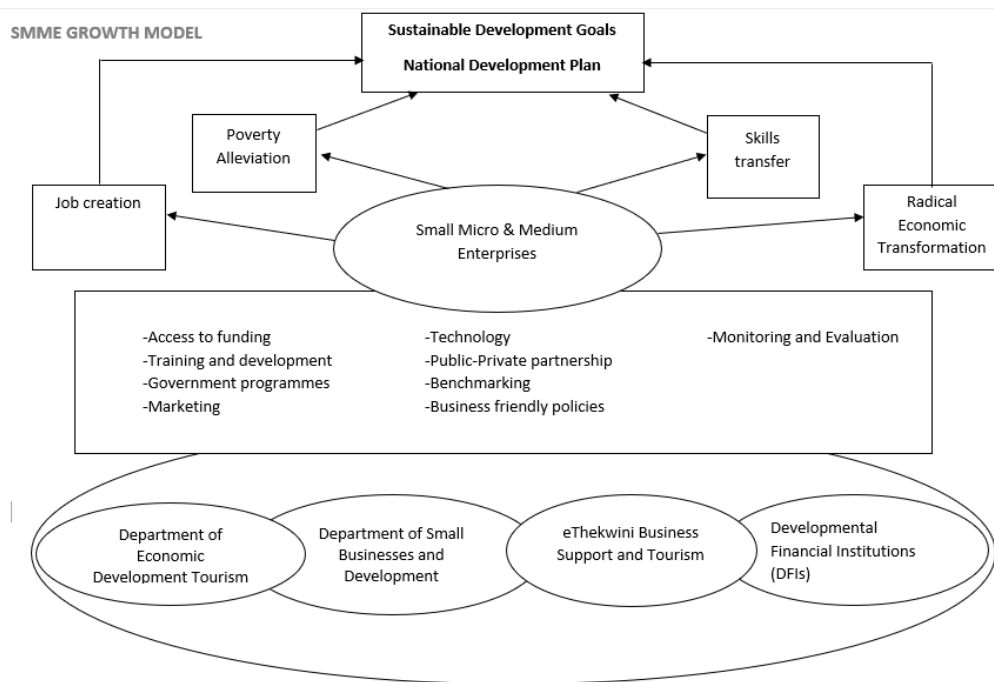 SMME GROWTH MODEL
Sustainable Development Goals
National Development Plan
Poverty
Alleviation
Skills
transfer
Job creation
Small Micro & Medium
Enterprises
Radical
Economic
Transformation
-Access to funding
-Training and development
-Government programmes
-Marketing
-Technology
-Public-Private partnership
-Benchmarking
-Business friendly policies
-Monitoring and Evaluation
Department of
Economic
Development Tourism
Department of Small
Businesses and
Development
eThekwini Business
Support and Tourism
Developmental
Financial Institutions
(DFIs)